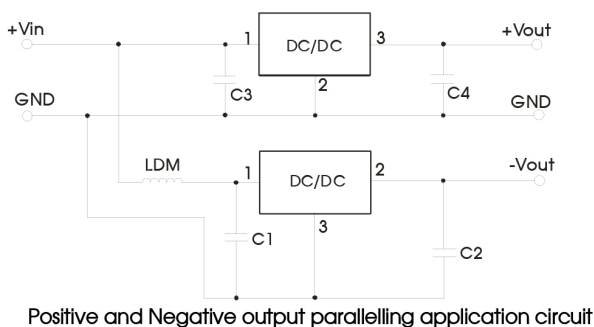 +Vin
1
DC/DC
3
+Vout
2
C3
C4
GND
GND
LDM
1
DC/DC
2
-Vout
3
C1
C2
Positive and Negative output parallelling application circuit